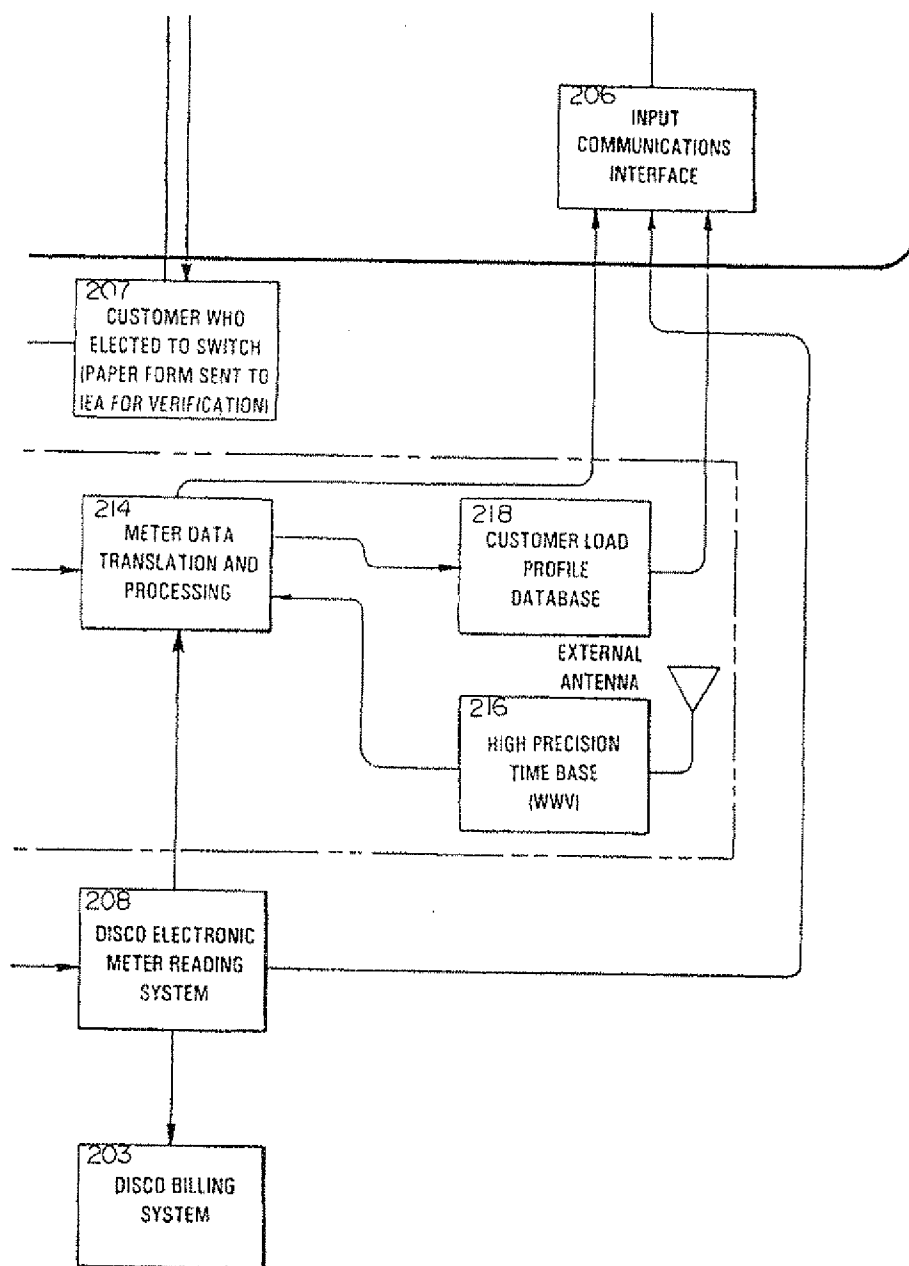 206
INPUT
COMMUNICATIONS
INTERFACE
207
CUSTOMER WHO
ELECTED TO SWITCH
(PAPER FORM SENT TO
IEA FOR VERIFICATION)
214
METER DATA
TRANSLATION AND
PROCESSING
218
CUSTOMER LOAD
PROFILE
DATABASE
EXTERNAL
ANTENNA
216
HIGH PRECISION
TIME BASE
(WWV)
208
DISCO ELECTRONIC
METER READING
SYSTEM
203
DISCO BILLING
SYSTEM